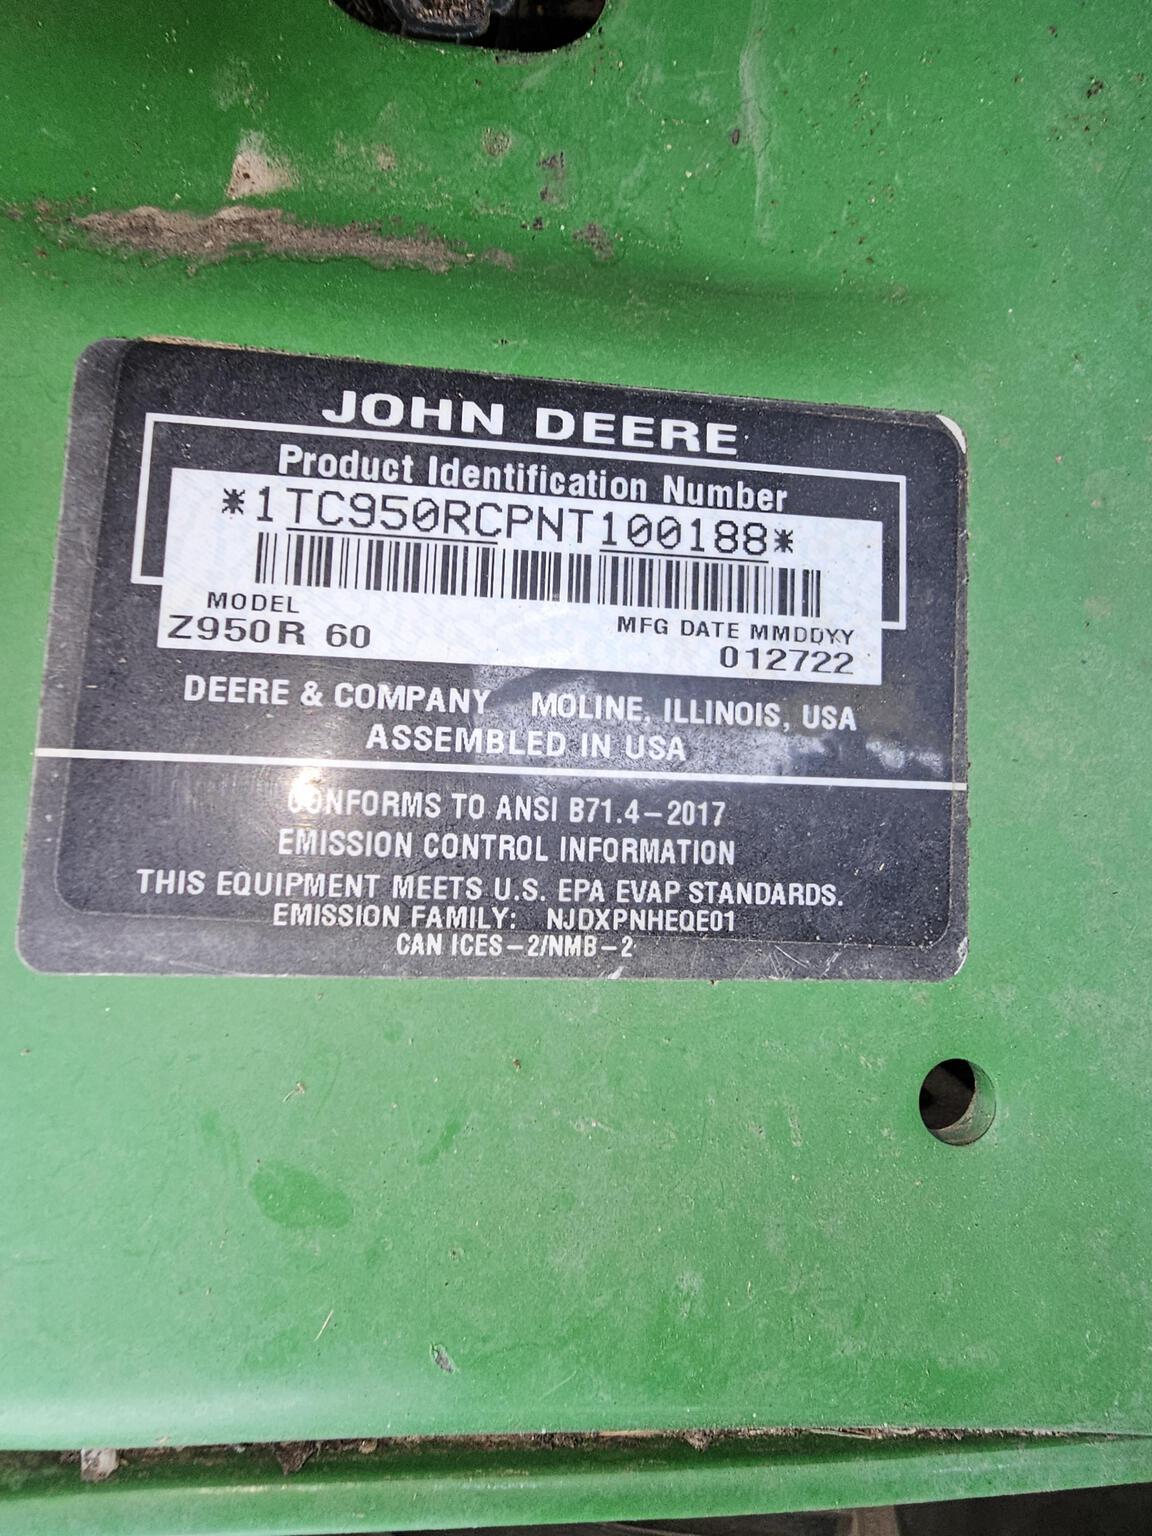 JOHN DEERE
Product Identification Number
*1TC950RCPNT100188*
MODEL
Z950R 60
MFG DATE MMDDYY
012722
DEERE & COMPANY MOLINE, ILLINOIS, USA
ASSEMBLED IN USA
CONFORMS TO ANSI B71.4-2017
EMISSION CONTROL INFORMATION
THIS EQUIPMENT MEETS U.S. EPA EVAP STANDARDS.
EMISSION FAMILY: NJDXPNHEQE01
CAN ICES-2/NMB-2